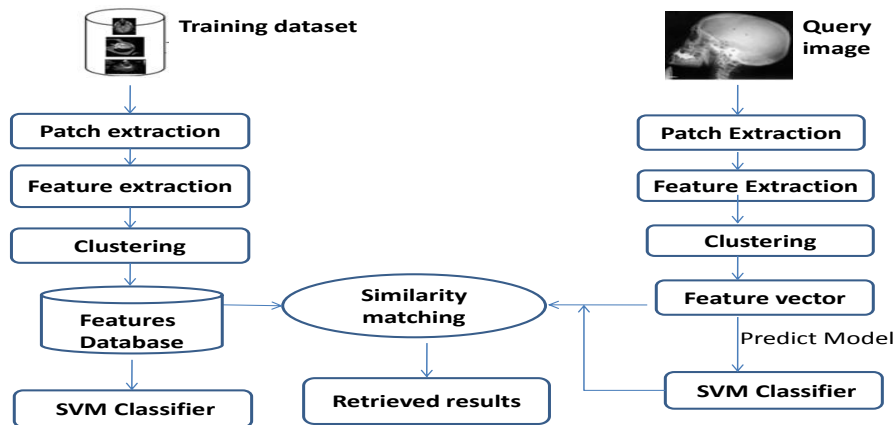 Training dataset
Query
image
Patch extraction
Patch Extraction
Feature extraction
Feature Extraction
Clustering
Clustering
Similarity
matching
Features
Database
Feature vector
Predict Model
SVM Classifier
Retrieved results
SVM Classifier